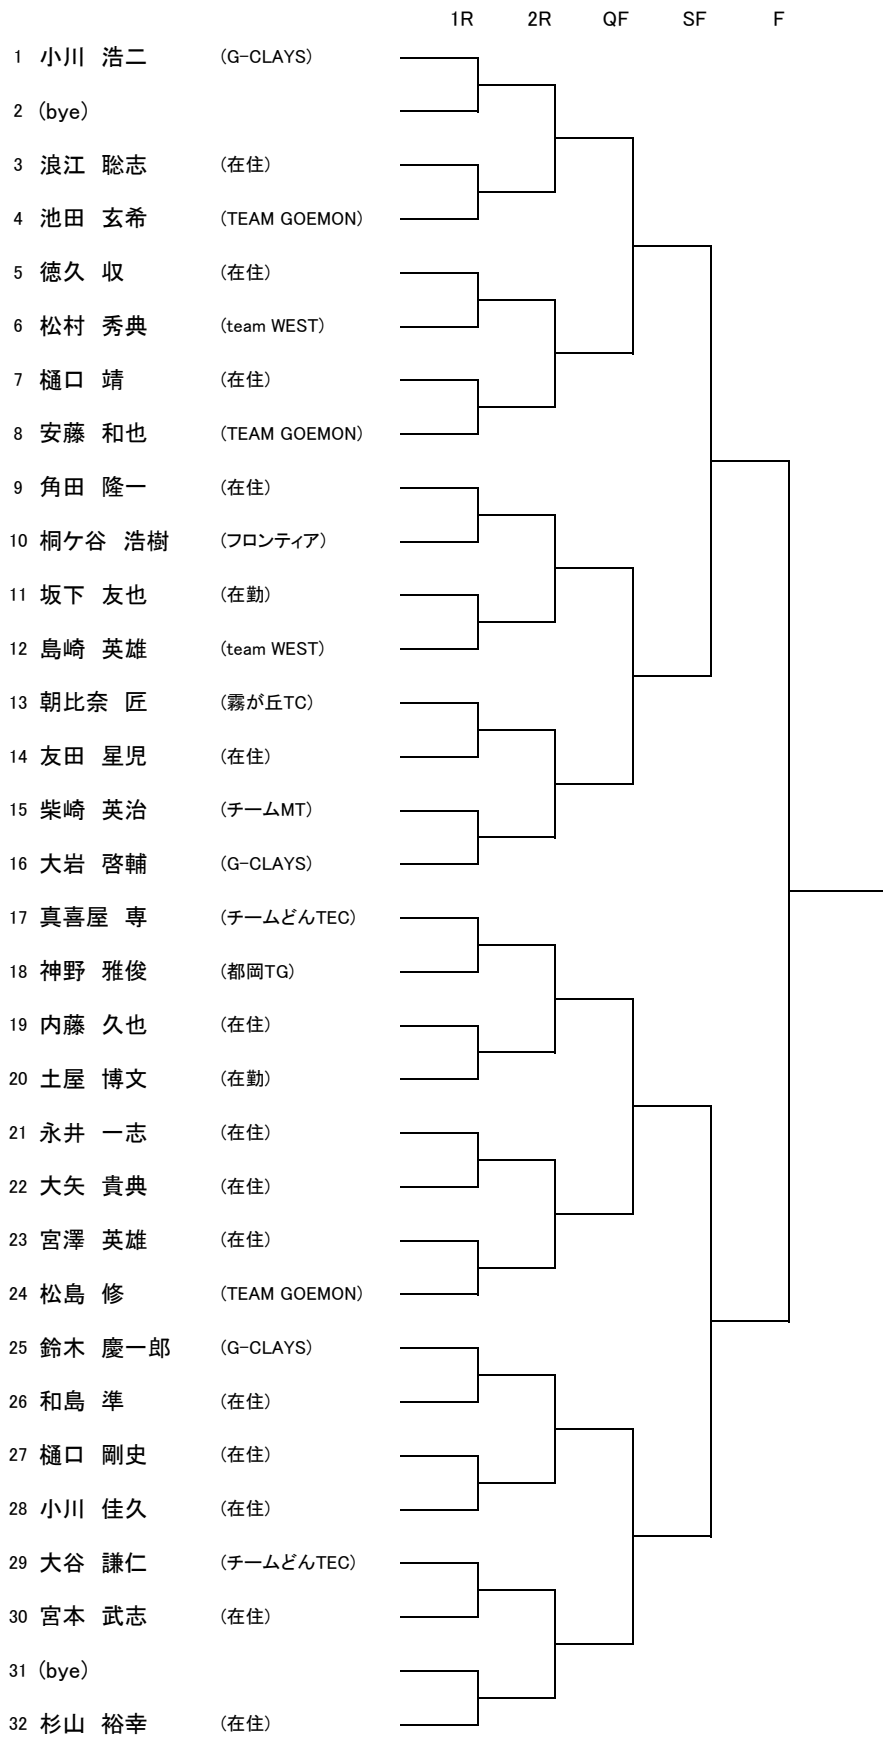 1R 2R QF SF F
1 小川 浩二 (G-CLAYS)
2 (bye)
3 浪江 聡志 (在住)
4 池田 玄希 (TEAM GOEMON)
5 徳久 収 (在住)
6 松村 秀典 (team WEST)
7 樋口 靖 (在住)
8 安藤 和也 (TEAM GOEMON)
9 角田 隆一 (在住)
10 桐ケ谷 浩樹 (フロンティア)
11 坂下 友也 (在勤)
12 島崎 英雄 (team WEST)
13 朝比奈 匠 (霧が丘TC)
14 友田 星児 (在住)
15 柴崎 英治 (チームMT)
16 大岩 啓輔 (G-CLAYS)
17 真喜屋 専 (チームどんTEC)
18 神野 雅俊 (都岡TG)
19 内藤 久也 (在住)
20 土屋 博文 (在勤)
21 永井 一志 (在住)
22 大矢 貴典 (在住)
23 宮澤 英雄 (在住)
24 松島 修 (TEAM GOEMON)
25 鈴木 慶一郎 (G-CLAYS)
26 和島 準 (在住)
27 樋口 剛史 (在住)
28 小川 佳久 (在住)
29 大谷 謙仁 (チームどんTEC)
30 宮本 武志 (在住)
31 (bye)
32 杉山 裕幸 (在住)